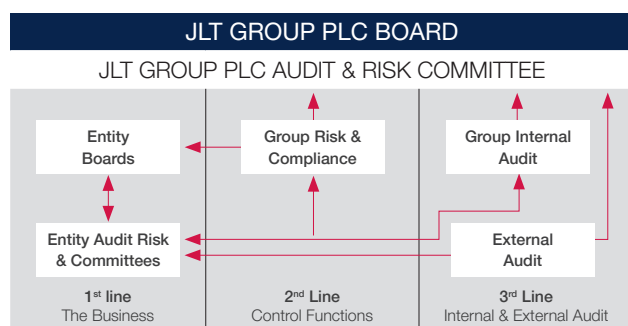 JLT GROUP PLC BOARD
JLT GROUP PLC AUDIT & RISK COMMITTEE
Entity
Boards
Group Risk &
Compliance
Group Internal
Audit
Entity Audit Risk
& Committees
External
Audit
1st line
The Business
2nd Line
Control Functions
3rd Line
Internal & External Audit